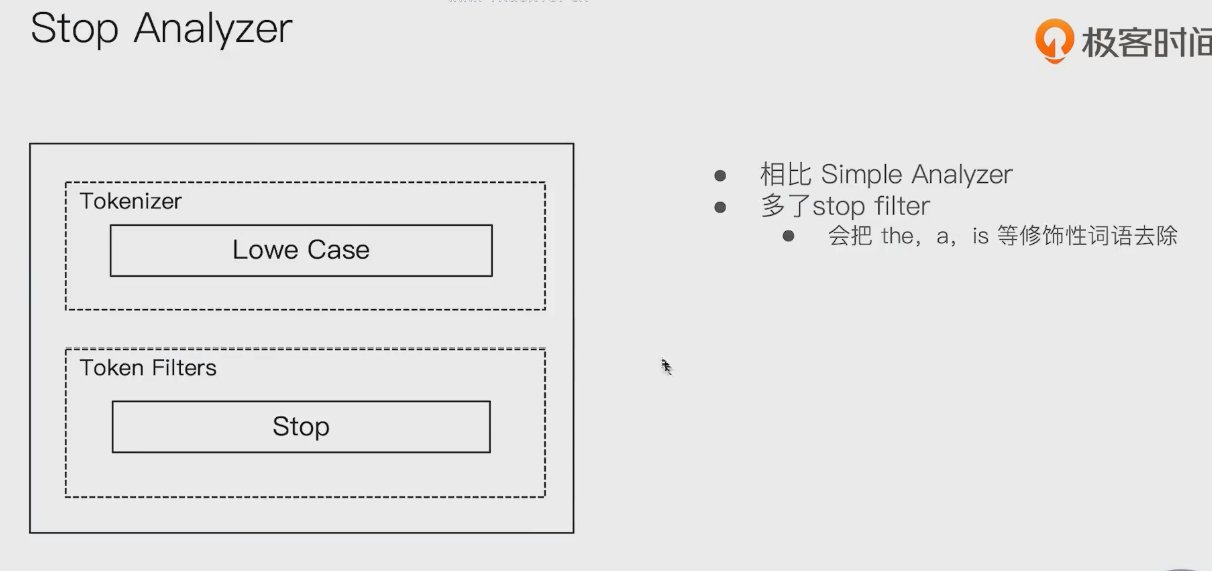 Stop Analyzer
极客时间
Tokenizer
Lowe Case
Token Filters
Stop
相比 Simple Analyzer
多了stop filter
会把 the，a，is 等修饰性词语去除